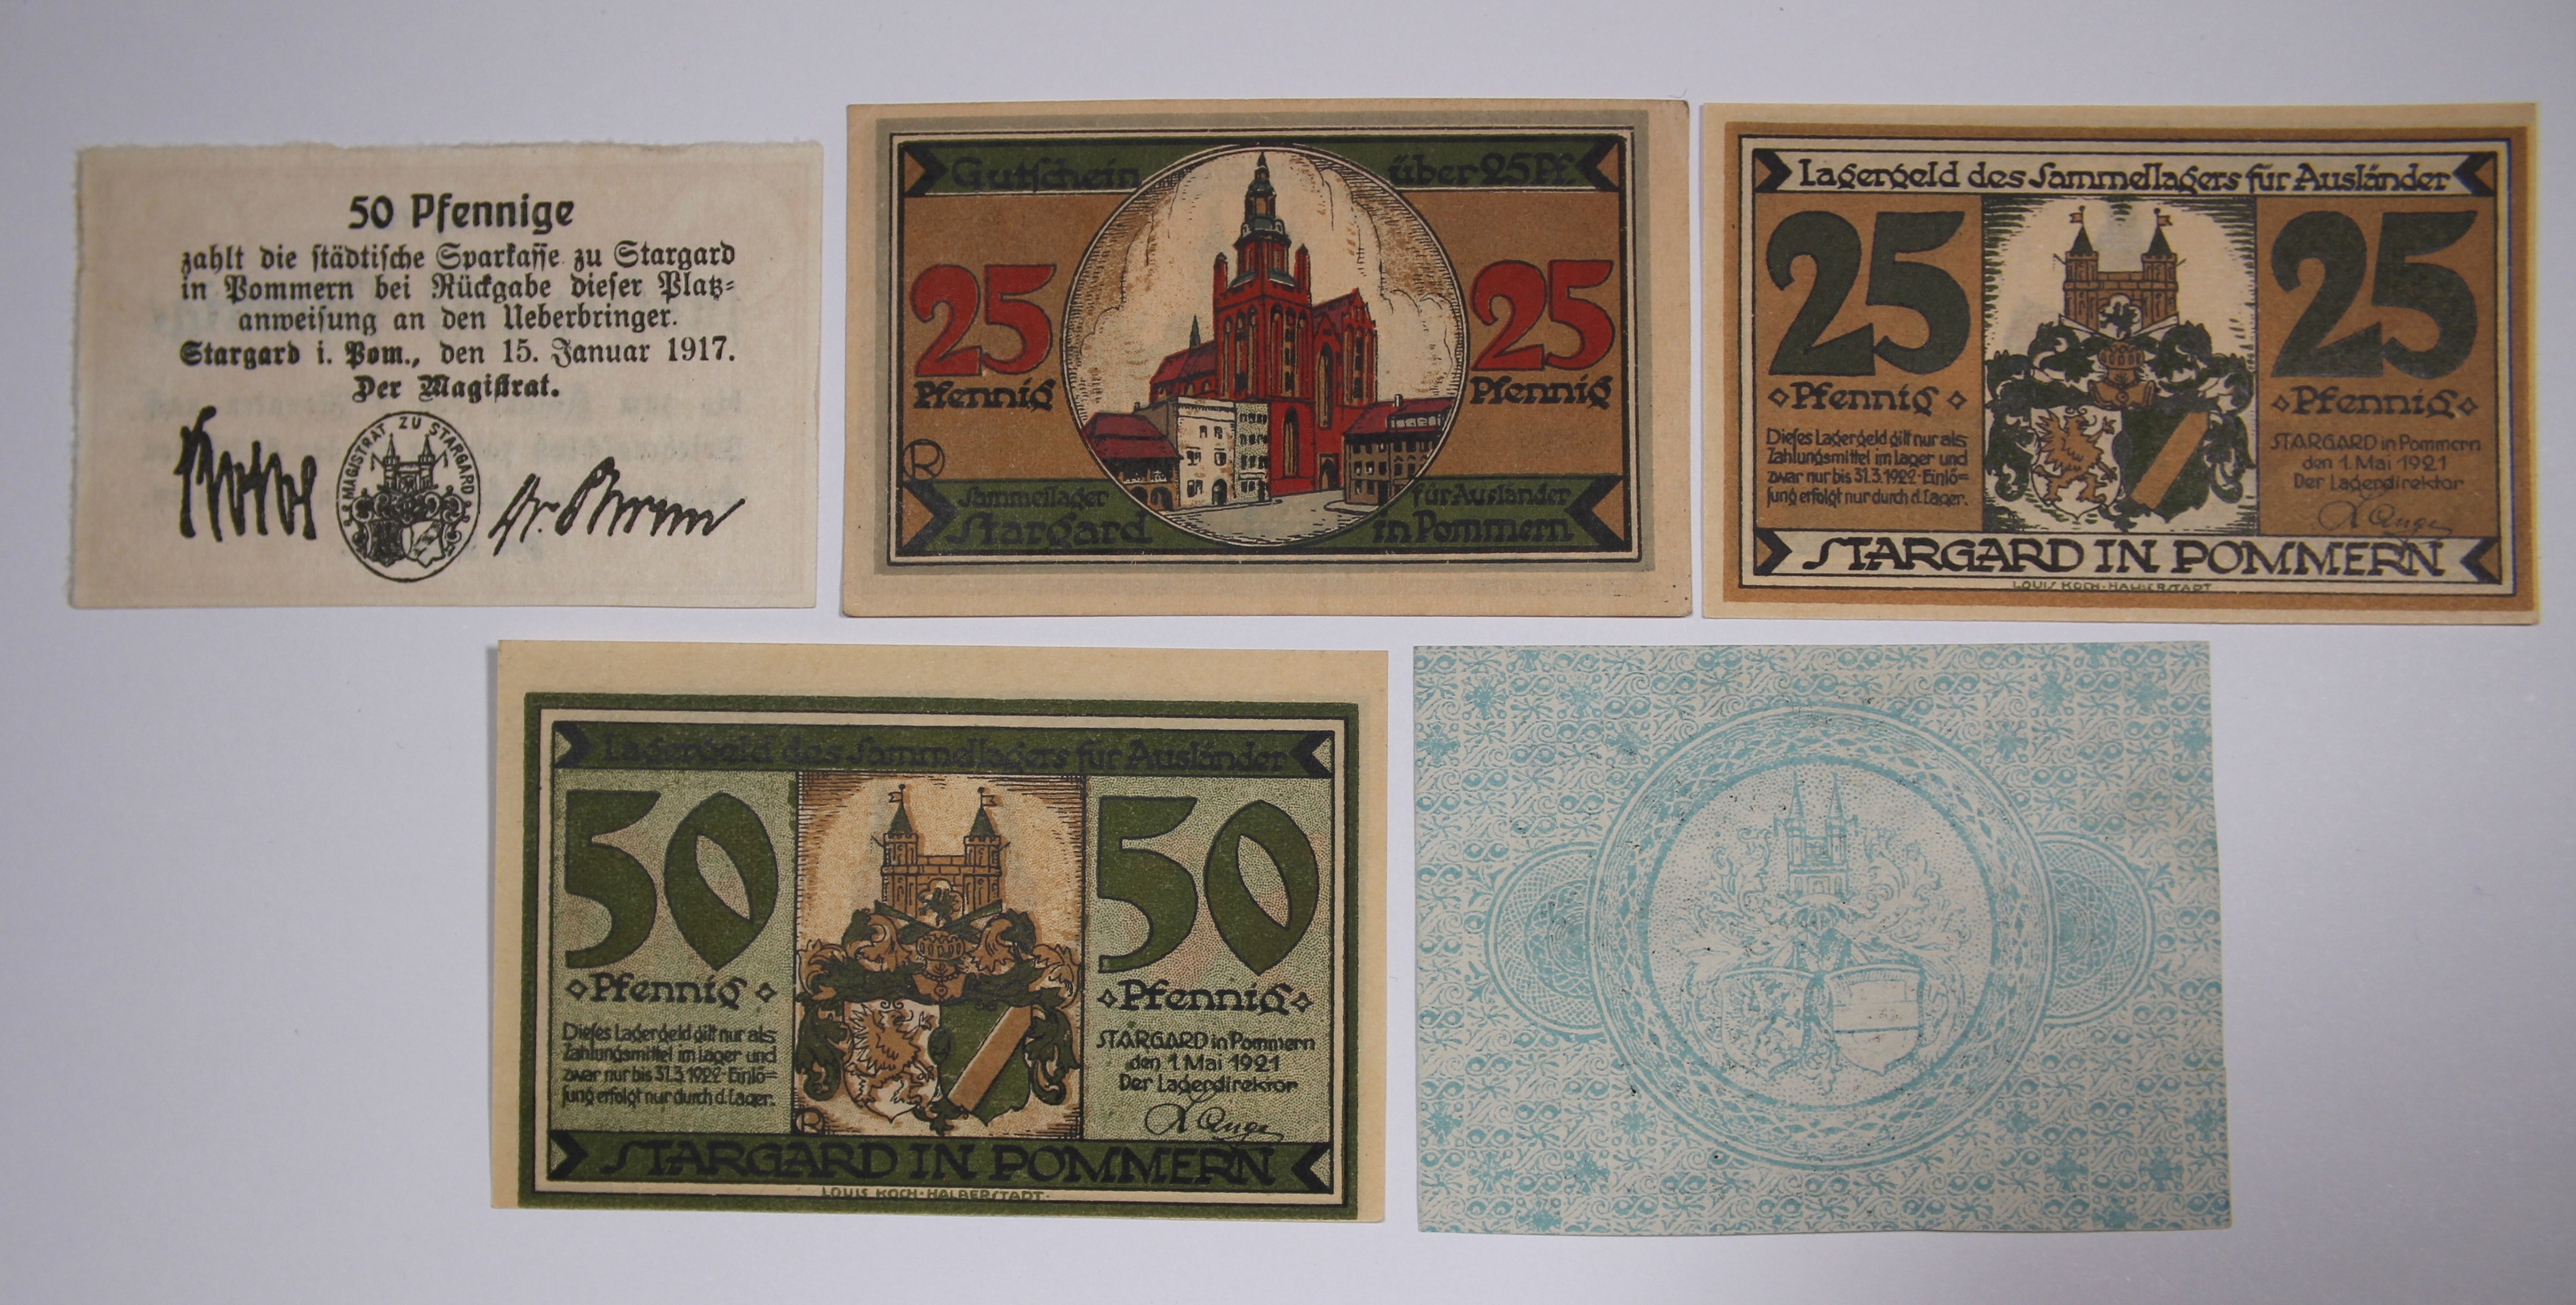 50 Pfennige
zahlt die städtische Sparkasse zu Stargard
in Pommern bei Rückgabe dieser Platz=
anweisung an den Ueberbringer.
Stargard i. Pom., den 15. Januar 1917.
Der Magistrat.
MAGISTRAT ZU STARGARD
Gutschein über 25 Pf.
25 25
Pfennig Pfennig
R
Sammellager für Ausländer
Stargard in Pommern
Lagergeld des Sammellagers für Ausländer
25 25
Pfennig Pfennig
Dieses Lagergeld gilt nur als
Zahlungsmittel im Lager und
zwar nur bis 31.3.1922·Einlö=
sung erfolgt nur durch d. Lager.
STARGARD in Pommern
den 1. Mai 1921
Der Lagerdirektor
STARGARD IN POMMERN
LOUIS KOCH·HALBERSTADT
Lagergeld des Sammellagers für Ausländer
50 50
Pfennig Pfennig
Dieses Lagergeld gilt nur als
Zahlungsmittel im Lager und
zwar nur bis 31.3.1922·Einlö=
sung erfolgt nur durch d. Lager.
STARGARD in Pommern
den 1. Mai 1921
Der Lagerdirektor
R
STARGARD IN POMMERN
LOUIS KOCH·HALBERSTADT·